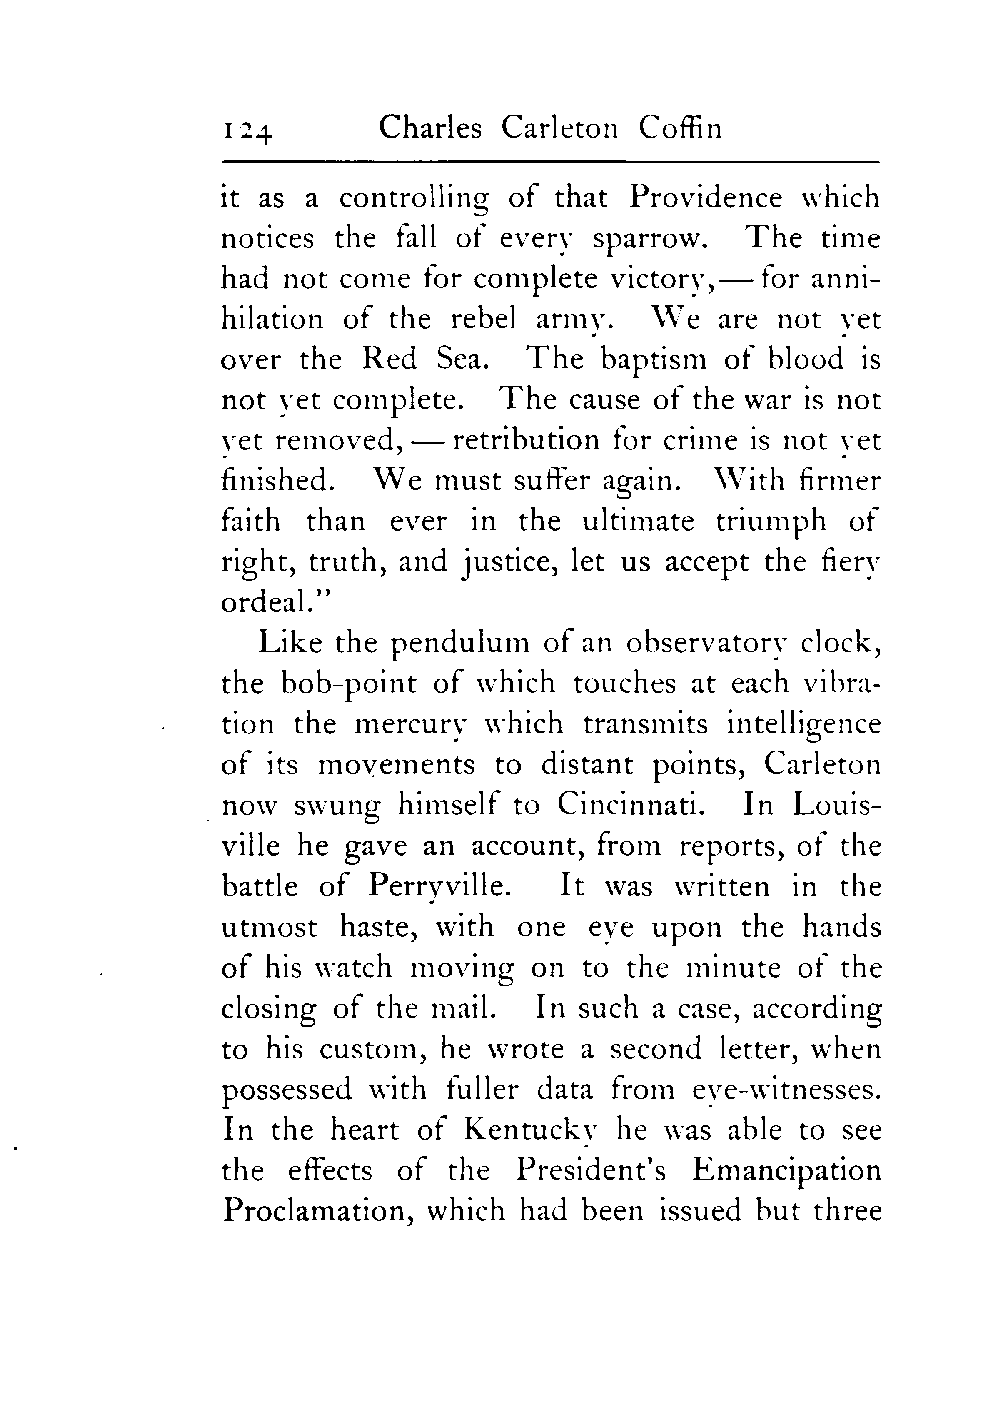 124 Charles Carleton Coffin
it as a controlling of that Providence which
notices the fall of every sparrow. The time
had not come for complete victory,— for anni-
hilation of the rebel army. We are not yet
over the Red Sea. The baptism of blood is
not yet complete. The cause of the war is not
yet removed, — retribution for crime is not yet
finished. We must suffer again. With firmer
faith than ever in the ultimate triumph of
right, truth, and justice, let us accept the fiery
ordeal.”
Like the pendulum of an observatory clock,
the bob-point of which touches at each vibra-
tion the mercury which transmits intelligence
of its movements to distant points, Carleton
now swung himself to Cincinnati. In Louis-
ville he gave an account, from reports, of the
battle of Perryville. It was written in the
utmost haste, with one eye upon the hands
of his watch moving on to the minute of the
closing of the mail. In such a case, according
to his custom, he wrote a second letter, when
possessed with fuller data from eye-witnesses.
In the heart of Kentucky he was able to see
the effects of the President's Emancipation
Proclamation, which had been issued but three